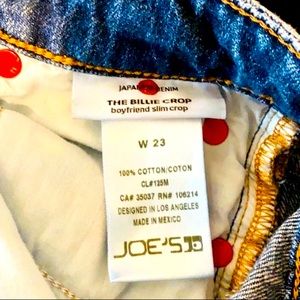 JAPANESE DENIM
THE BILLIE CROP
boyfriend slim crop
W 23
100% COTTON/COTON
CL#135M
CA# 35037 RN# 106214
DESIGNED IN LOS ANGELES
MADE IN MEXICO
JOE'S